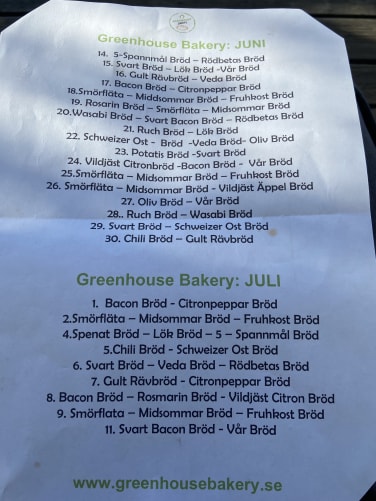 Greenhouse Bakery: JUNI
14. 5-Spannmål Bröd – Rödbetas Bröd
15. Svart Bröd – Lök Bröd -Vår Bröd
16. Gult Rävbröd – Veda Bröd
17. Bacon Bröd – Citronpeppar Bröd
18.Smörfläta – Middsommar Bröd – Fruhkost Bröd
19. Rosarin Bröd – Smörfläta – Midsommar Bröd
20.Wasabi Bröd – Svart Bacon Bröd – Rödbetas Bröd
21. Ruch Bröd – Lök Bröd
22. Schweizer Ost - Bröd -Veda Bröd- Oliv Bröd
23. Potatis Bröd -Svart Bröd
24. Vildjäst Citronbröd -Bacon Bröd - Vår Bröd
25.Smörfläta – Midsommar Bröd – Fruhkost Bröd
26. Smörfläta – Midsommar Bröd - Vildjäst Äppel Bröd
27. Oliv Bröd – Vår Bröd
28.. Ruch Bröd – Wasabi Bröd
29. Svart Bröd – Schweizer Ost Bröd
30. Chili Bröd – Gult Rävbröd
Greenhouse Bakery: JULI
1. Bacon Bröd - Citronpeppar Bröd
2.Smörfläta – Midsommar Bröd – Fruhkost Bröd
4.Spenat Bröd – Lök Bröd – 5 – Spannmål Bröd
5.Chili Bröd - Schweizer Ost Bröd
6. Svart Bröd – Veda Bröd – Rödbetas Bröd
7. Gult Rävbröd - Citronpeppar Bröd
8. Bacon Bröd – Rosmarin Bröd - Vildjäst Citron Bröd
9. Smörflata – Midsommar Bröd – Fruhkost Bröd
11. Svart Bacon Bröd - Vår Bröd
www.greenhousebakery.se